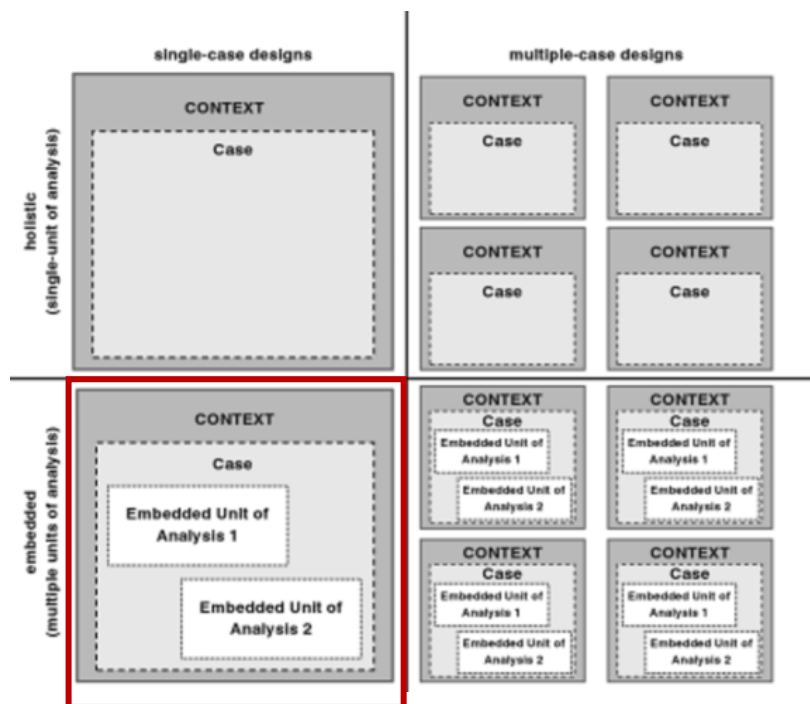 single-case designs
multiple-case designs
holistic
(single-unit of analysis)
CONTEXT
Case
CONTEXT
Case
CONTEXT
Case
CONTEXT
Case
CONTEXT
Case
embedded
(multiple units of analysis)
CONTEXT
Case
Embedded Unit of
Analysis 1
Embedded Unit of
Analysis 2
CONTEXT
Case
Embedded Unit of
Analysis 1
Embedded Unit of
Analysis 2
CONTEXT
Case
Embedded Unit of
Analysis 1
Embedded Unit of
Analysis 2
CONTEXT
Case
Embedded Unit of
Analysis 1
Embedded Unit of
Analysis 2
CONTEXT
Case
Embedded Unit of
Analysis 1
Embedded Unit of
Analysis 2